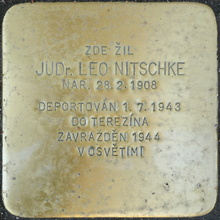 ZDE ŽIL
JUDr. LEO NITSCHKE
NAR. 28.2.1908
DEPORTOVÁN 1.7.1943
DO TEREZÍNA
ZAVRAŽDĚN 1944
V OSVĚTIMI